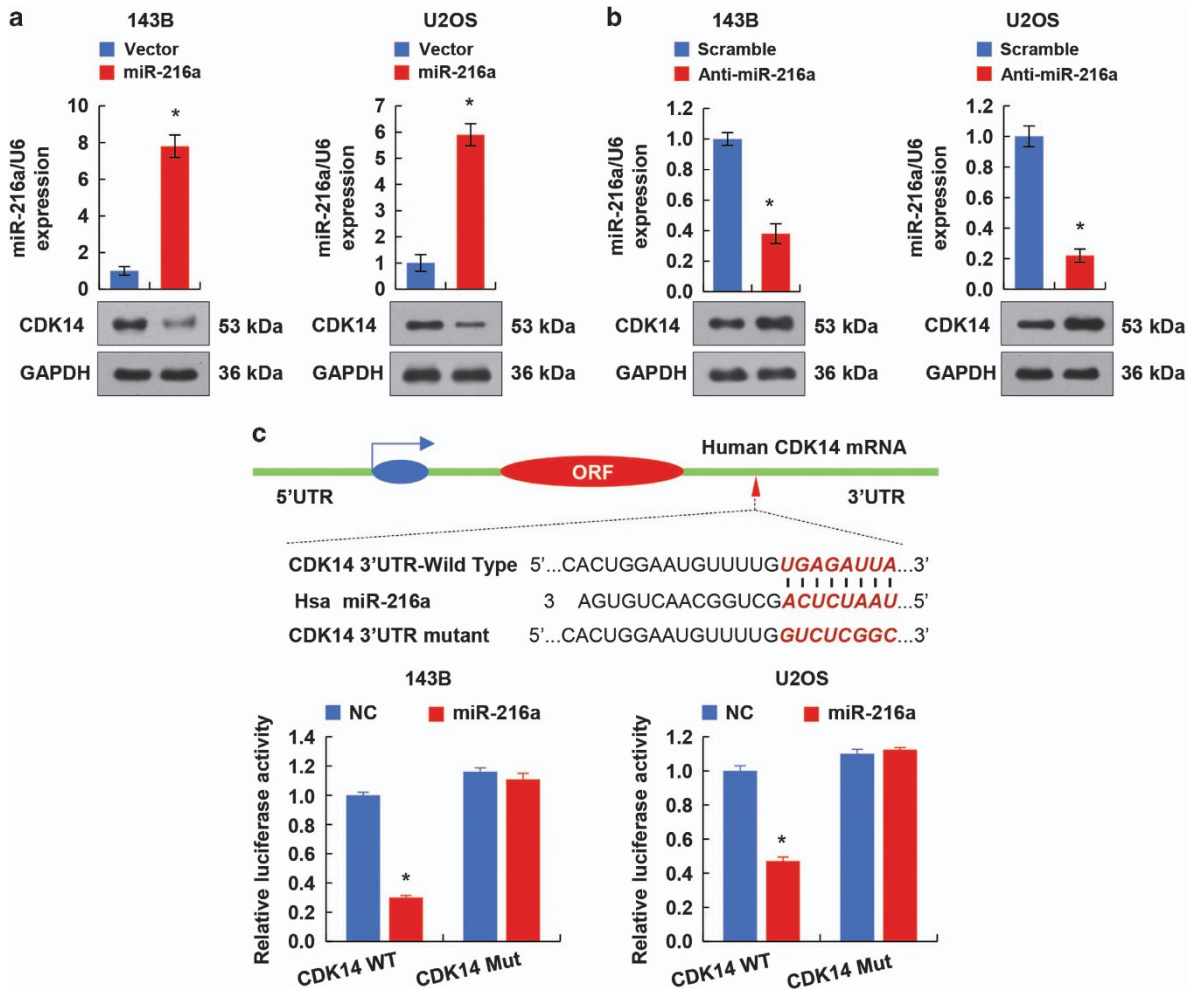 a
143B
Vector
miR-216a
miR-216a/U6
expression
10
8
6
4
2
0
*
CDK14
53 kDa
GAPDH
36 kDa
U2OS
Vector
miR-216a
miR-216a/U6
expression
7
6
5
4
3
2
1
0
*
CDK14
53 kDa
GAPDH
36 kDa
b
143B
Scramble
Anti-miR-216a
miR-216a/U6
expression
1.2
1.0
0.8
0.6
0.4
0.2
0.0
*
CDK14
53 kDa
GAPDH
36 kDa
U2OS
Scramble
Anti-miR-216a
miR-216a/U6
expression
1.2
1.0
0.8
0.6
0.4
0.2
0.0
*
CDK14
53 kDa
GAPDH
36 kDa
c
Human CDK14 mRNA
ORF
5'UTR
3'UTR
CDK14 3'UTR-Wild Type 5'...CACUGGAAUGUUUUGUGAGAUUA...3'
Hsa miR-216a 3 AGUGUCAACGGUCGACUCUAAU...5'
CDK14 3'UTR mutant 5'...CACUGGAAUGUUUUGGUCUCGGC...3'
143B
NC
miR-216a
Relative luciferase activity
1.4
1.2
1.0
0.8
0.6
0.4
0.2
0.0
*
CDK14 WT
CDK14 Mut
U2OS
NC
miR-216a
Relative luciferase activity
1.2
1.2
1.0
0.8
0.6
0.4
0.2
0.0
*
CDK14 WT
CDK14 Mut